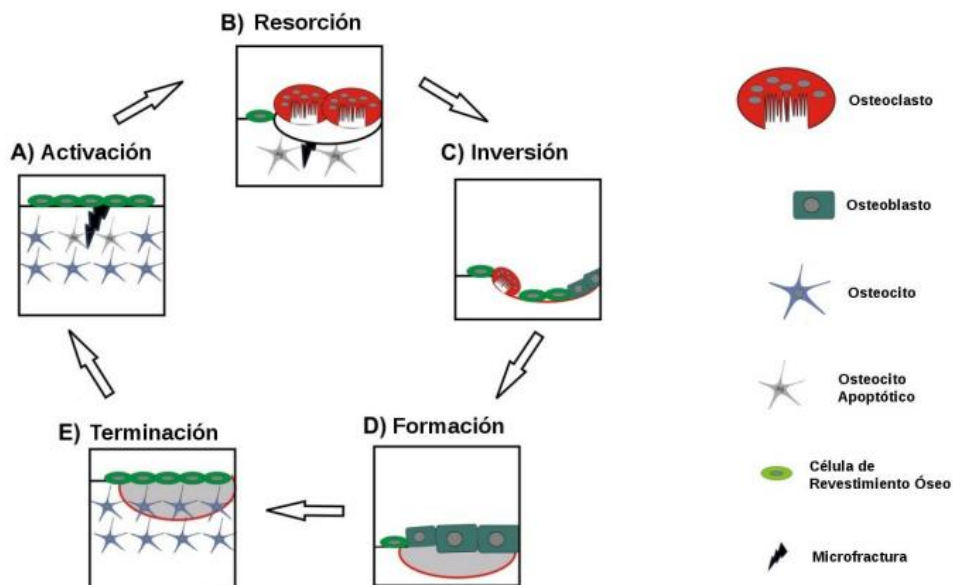 B) Resorción
A) Activación
C) Inversión
E) Terminación
D) Formación
Osteoclasto
Osteoblasto
Osteocito
Osteocito
Apoptótico
Célula de
Revestimiento Óseo
Microfractura